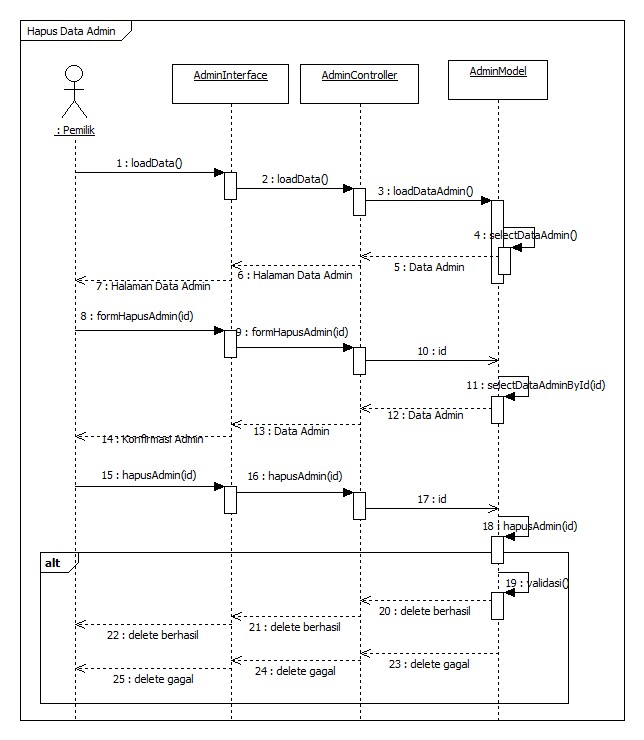 Hapus Data Admin
AdminInterface
AdminController
AdminModel
: Pemilik
1 : loadData()
2 : loadData()
3 : loadDataAdmin()
4 : selectDataAdmin()
5 : Data Admin
6 : Halaman Data Admin
7 : Halaman Data Admin
8 : formHapusAdmin(id)
9 : formHapusAdmin(id)
10 : id
11 : selectDataAdminById(id)
12 : Data Admin
13 : Data Admin
14 : Konfirmasi Admin
15 : hapusAdmin(id)
16 : hapusAdmin(id)
17 : id
18 : hapusAdmin(id)
alt
19 : validasi()
20 : delete berhasil
21 : delete berhasil
22 : delete berhasil
23 : delete gagal
24 : delete gagal
25 : delete gagal